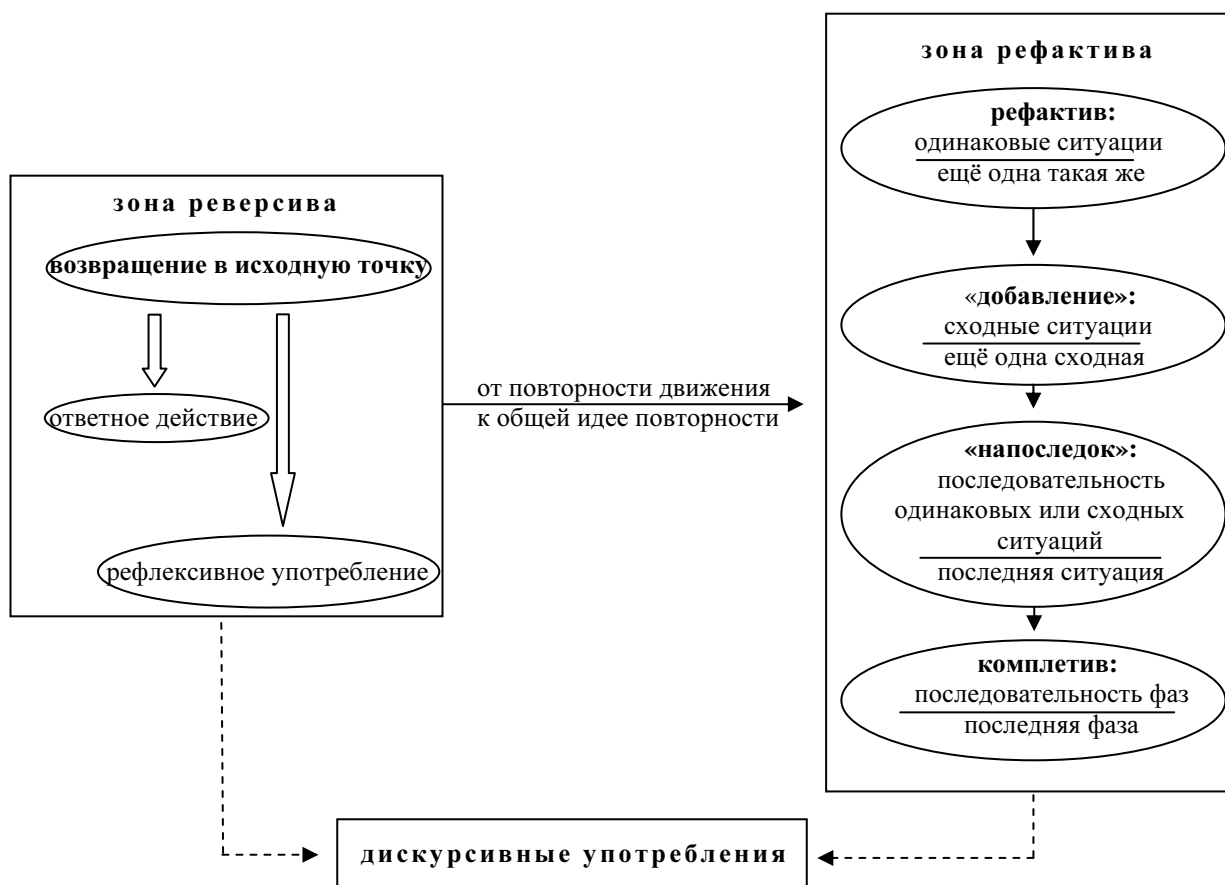 зона реверсива
возвращение в исходную точку
ответное действие
рефлексивное употребление
от повторности движения
к общей идее повторности
зона рефактива
рефактив:
одинаковые ситуации
ещё одна такая же
«добавление»:
сходные ситуации
ещё одна сходная
«напоследок»:
последовательность
одинаковых или сходных
ситуаций
последняя ситуация
комплетив:
последовательность фаз
последняя фаза
дискурсивные употребления